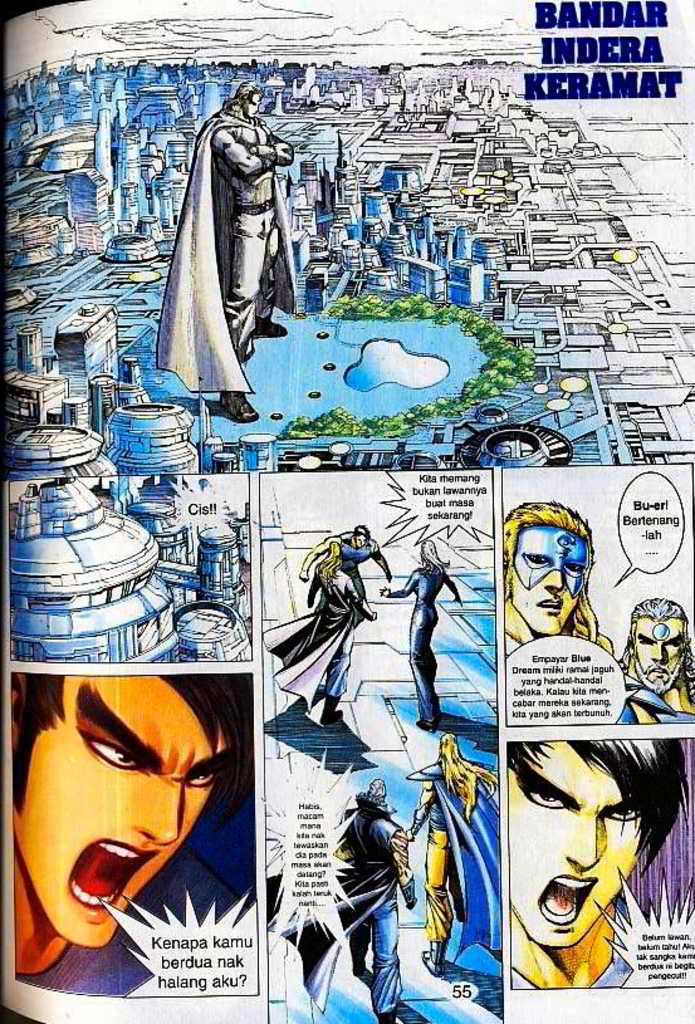 BANDAR
INDERA
KERAMAT
Cis!!
Kita memang
bukan lawannya
buat masa
sekarang!
Bu-er!
Bertenang
-lah
....
Empayar Blue
Dream miliki ramai jaguh
yang handal-handal
belaka. Kalau kita men-
cabar mereka sekarang,
kita yang akan terbunuh.
Kenapa kamu
berdua nak
halang aku?
Habis,
macam
mana
kita nak
tewaskan
dia pada
masa akan
datang?
Kita pasti
kalah teruk
nanti....
Belum lawan,
belum tahu! Aku
tak sangka kamu
berdua ni begitu
pengecut!!
55